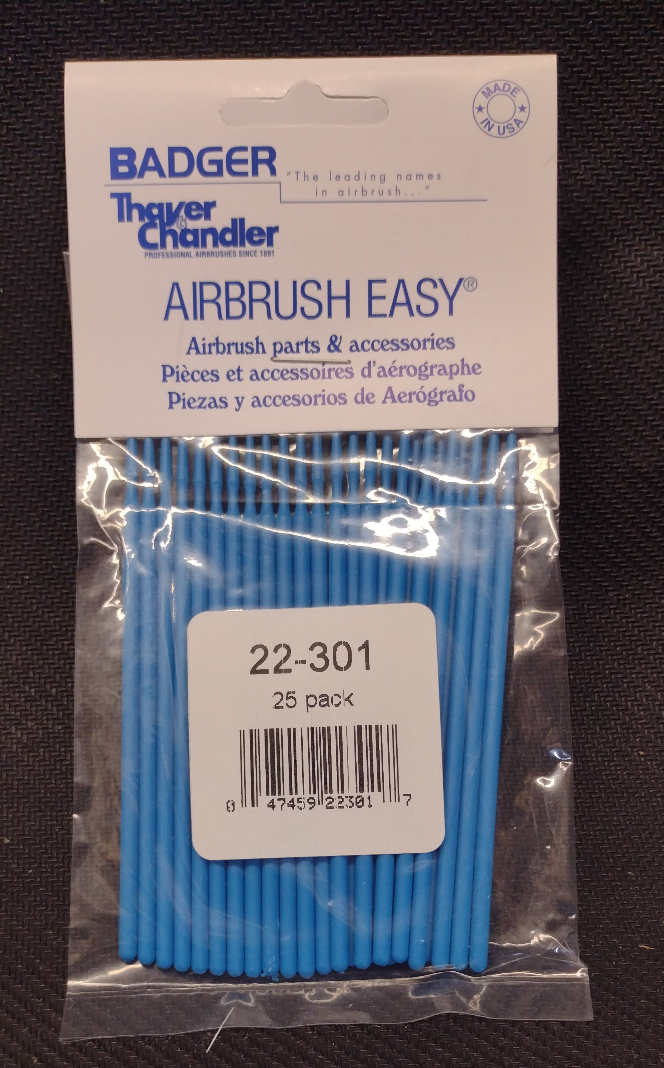 MADE
IN USA
BADGER
"The leading names
in airbrush..."
Thayer
&
Chandler
PROFESSIONAL AIRBRUSHES SINCE 1891
AIRBRUSH EASY®
Airbrush parts & accessories
Pièces et accessoires d'aérographe
Piezas y accesorios de Aerógrafo
22-301
25 pack
0 47459 22301 7